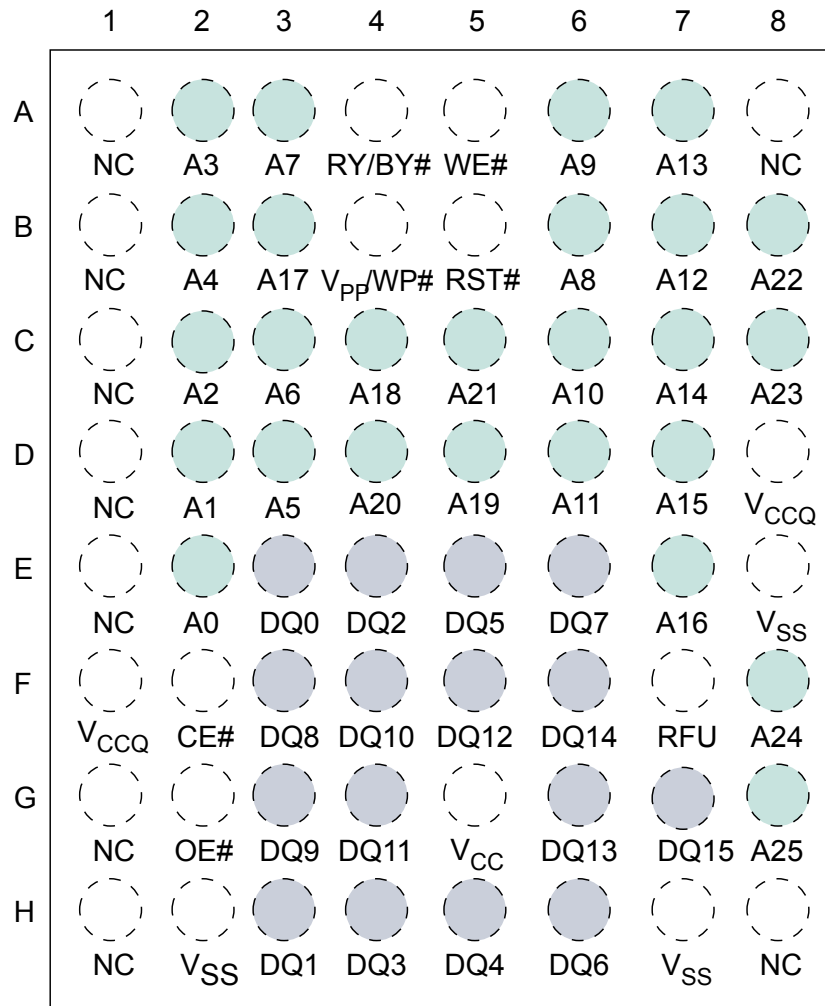 1 2 3 4 5 6 7 8
A
NC A3 A7 RY/BY# WE# A9 A13 NC
B
NC A4 A17 VPP/WP# RST# A8 A12 A22
C
NC A2 A6 A18 A21 A10 A14 A23
D
NC A1 A5 A20 A19 A11 A15 VCCQ
E
NC A0 DQ0 DQ2 DQ5 DQ7 A16 VSS
F
VCCQ CE# DQ8 DQ10 DQ12 DQ14 RFU A24
G
NC OE# DQ9 DQ11 VCC DQ13 DQ15 A25
H
NC VSS DQ1 DQ3 DQ4 DQ6 VSS NC